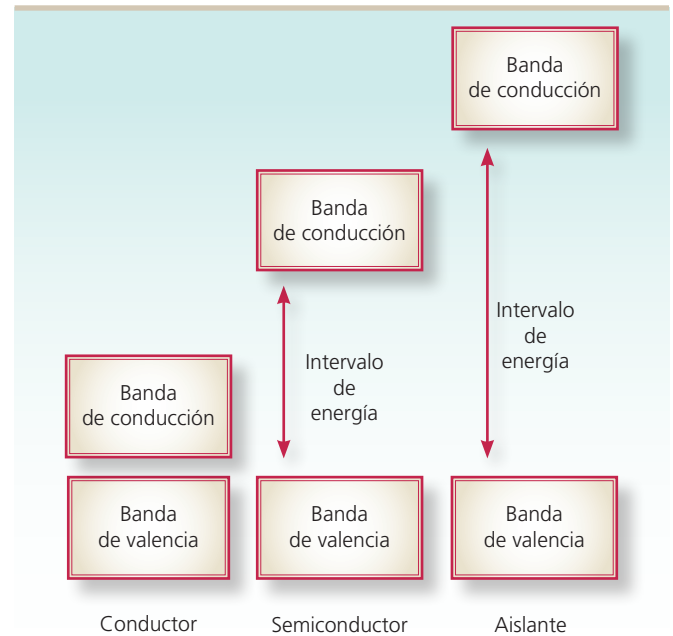 Banda
de conducción
Banda
de conducción
Intervalo
de
energía
Intervalo
de
energía
Banda
de conducción
Banda
de valencia
Banda
de valencia
Banda
de valencia
Conductor
Semiconductor
Aislante